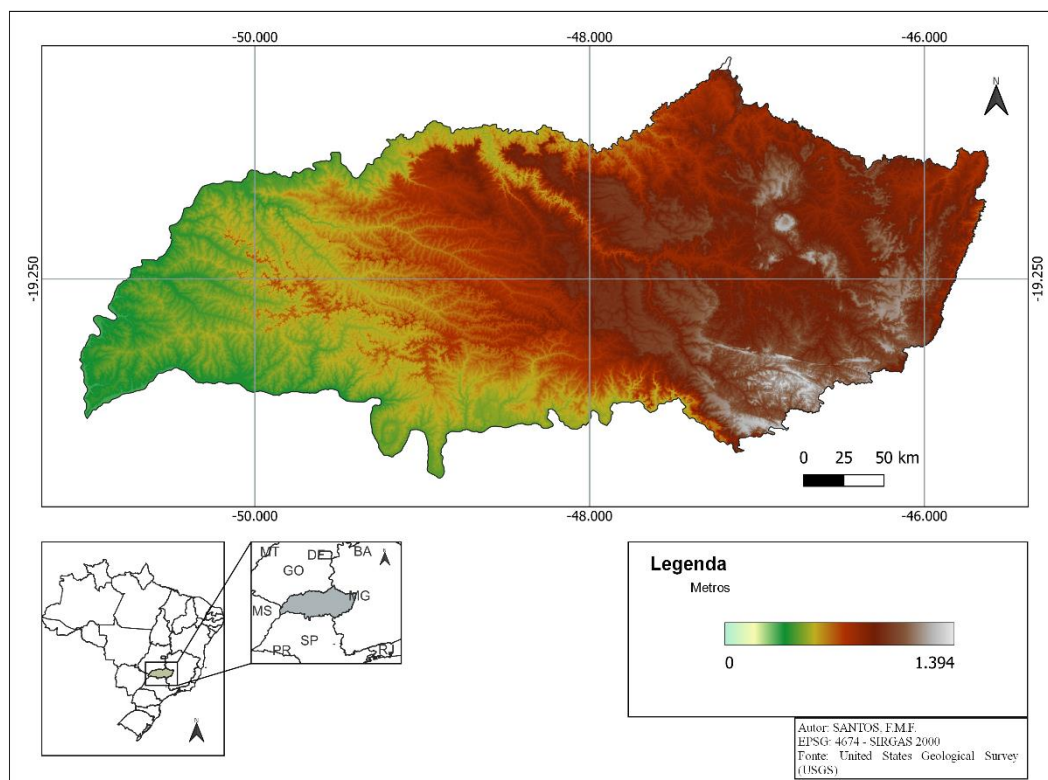 -50.000
-48.000
-46.000
N
-19.250
-19.250
0 25 50 km
-50.000
-48.000
-46.000
MT
DF
BA
GO
MG
MS
SP
PR
RJ
N
N
Legenda
Metros
0
1.394
Autor: SANTOS, F.M.F.
EPSG: 4674 - SIRGAS 2000
Fonte: United States Geological Survey
(USGS)